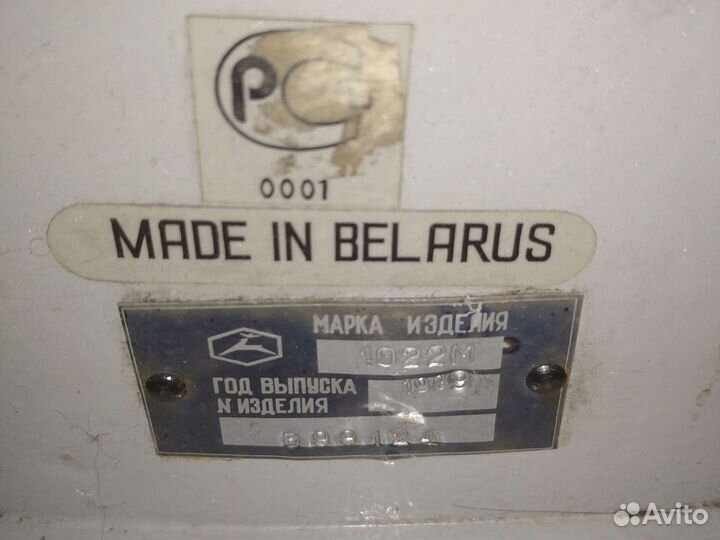 РС
0001
MADE IN BELARUS
МАРКА ИЗДЕЛИЯ
1022М
ГОД ВЫПУСКА
N ИЗДЕЛИЯ
Avito